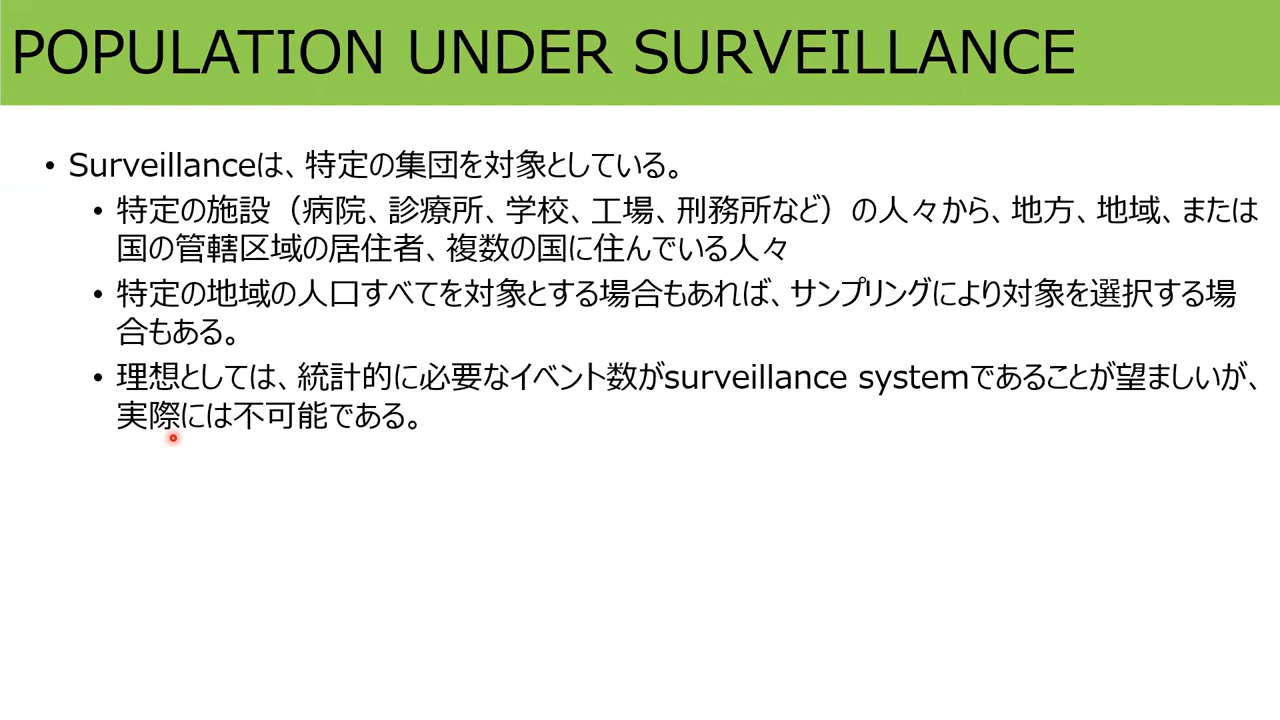 POPULATION UNDER SURVEILLANCE
• Surveillanceは、特定の集団を対象としている。
• 特定の施設（病院、診療所、学校、工場、刑務所など）の人々から、地方、地域、または
国の管轄区域の居住者、複数の国に住んでいる人々
• 特定の地域の人口すべてを対象とする場合もあれば、サンプリングにより対象を選択する場
合もある。
• 理想としては、統計的に必要なイベント数がsurveillance systemであることが望ましいが、
実際には不可能である。